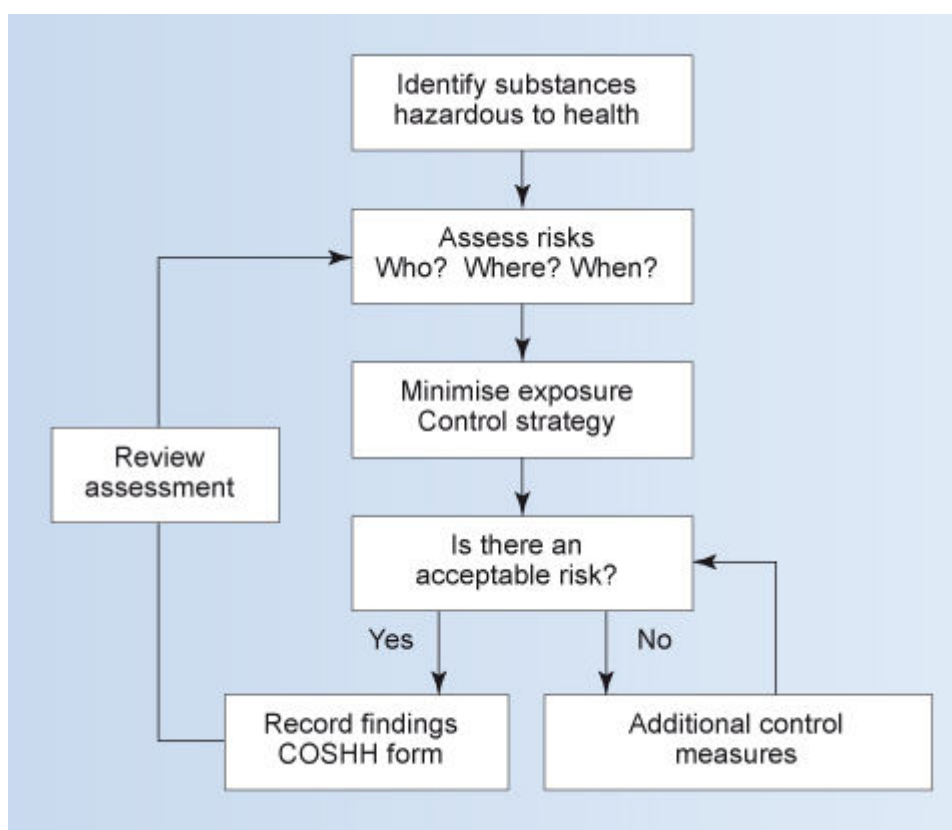 Identify substances
hazardous to health
Assess risks
Who? Where? When?
Minimise exposure
Control strategy
Review
assessment
Is there an
acceptable risk?
Yes
No
Record findings
COSHH form
Additional control
measures